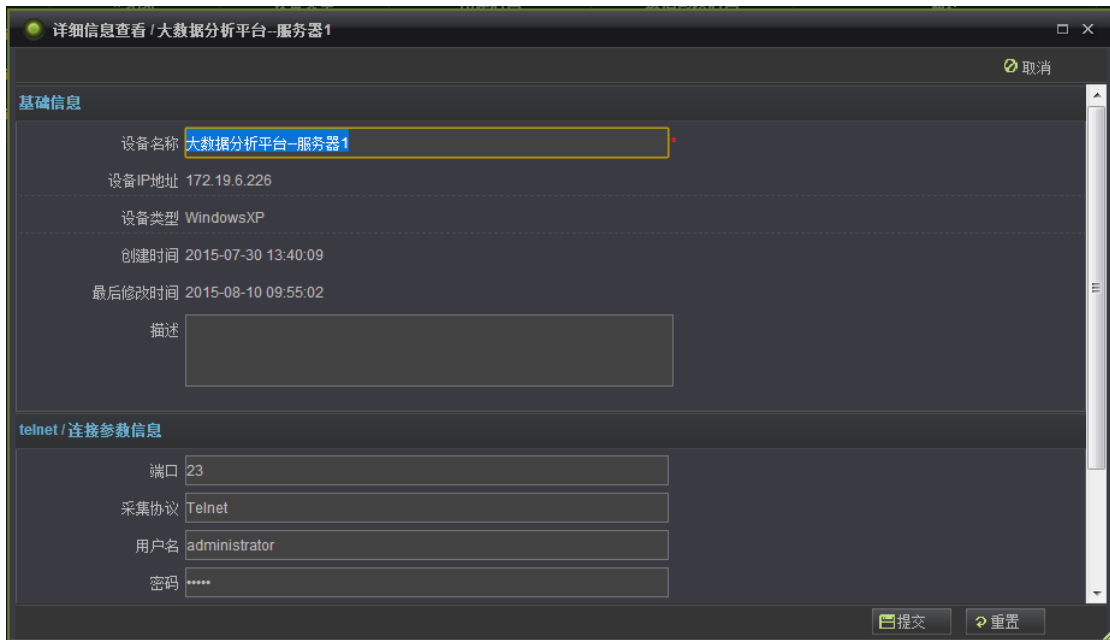 详细信息查看 / 大数据分析平台--服务器1
取消
基础信息
设备名称 大数据分析平台--服务器1 *
设备IP地址 172.19.6.226
设备类型 WindowsXP
创建时间 2015-07-30 13:40:09
最后修改时间 2015-08-10 09:55:02
描述
telnet / 连接参数信息
端口 23
采集协议 Telnet
用户名 administrator
密码 •••••
提交 重置